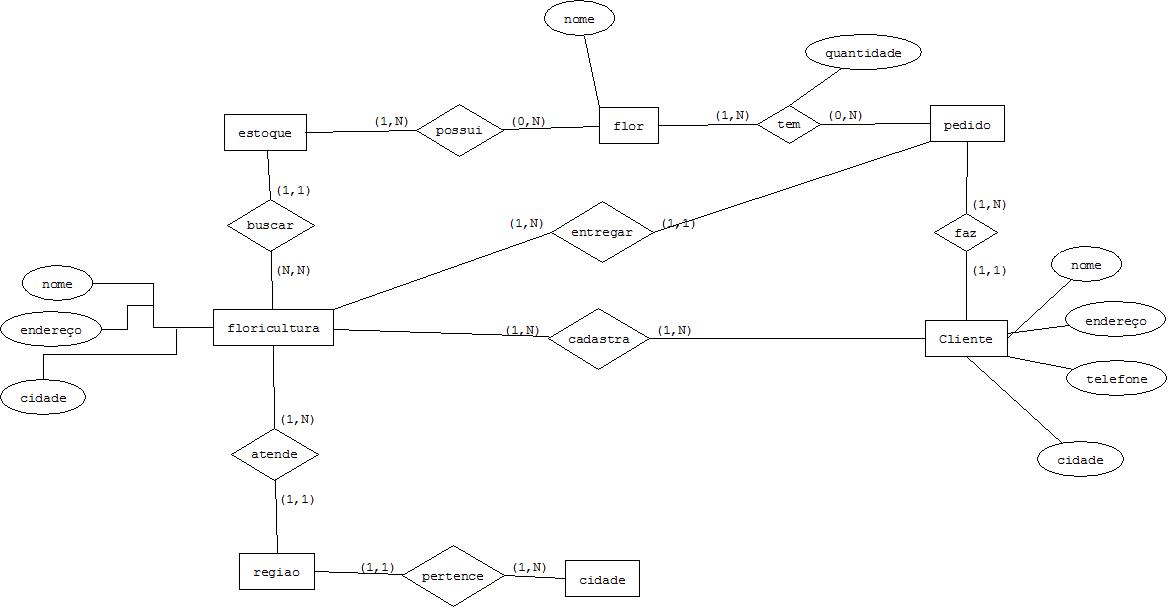 nome
quantidade
estoque
(1,N)
possui
(0,N)
flor
(1,N)
tem
(0,N)
pedido
(1,1)
buscar
(N,N)
(1,N)
entregar
(1,1)
(1,N)
faz
(1,1)
nome
endereço
cidade
floricultura
(1,N)
cadastra
(1,N)
Cliente
nome
endereço
telefone
cidade
(1,N)
atende
(1,1)
regiao
(1,1)
pertence
(1,N)
cidade